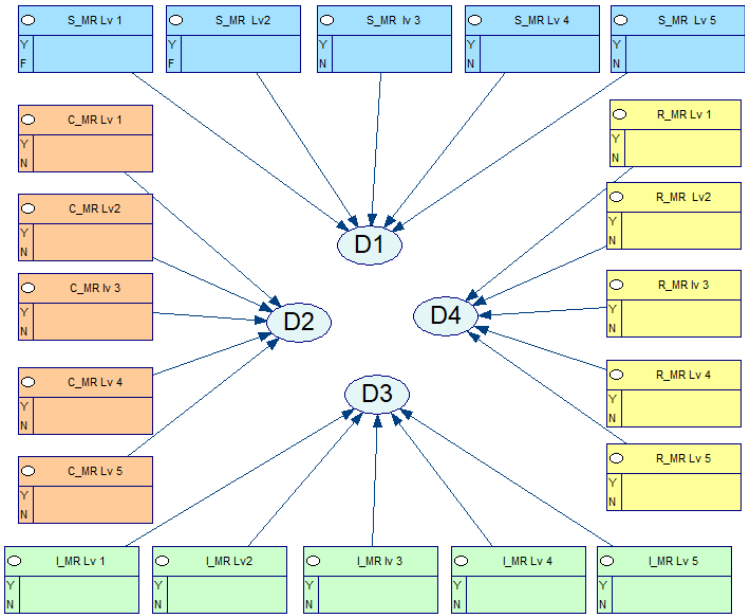 S_MR Lv 1
Y
F
S_MR Lv2
Y
F
S_MR lv 3
Y
N
S_MR Lv 4
Y
N
S_MR Lv 5
Y
N
C_MR Lv 1
Y
N
R_MR Lv 1
Y
N
C_MR Lv2
Y
N
R_MR Lv2
Y
N
D1
C_MR lv 3
Y
N
R_MR lv 3
Y
N
D2
D4
C_MR Lv 4
Y
N
R_MR Lv 4
Y
N
D3
C_MR Lv 5
Y
N
R_MR Lv 5
Y
N
I_MR Lv 1
Y
N
I_MR Lv2
Y
N
I_MR lv 3
Y
N
I_MR Lv 4
Y
N
I_MR Lv 5
Y
N